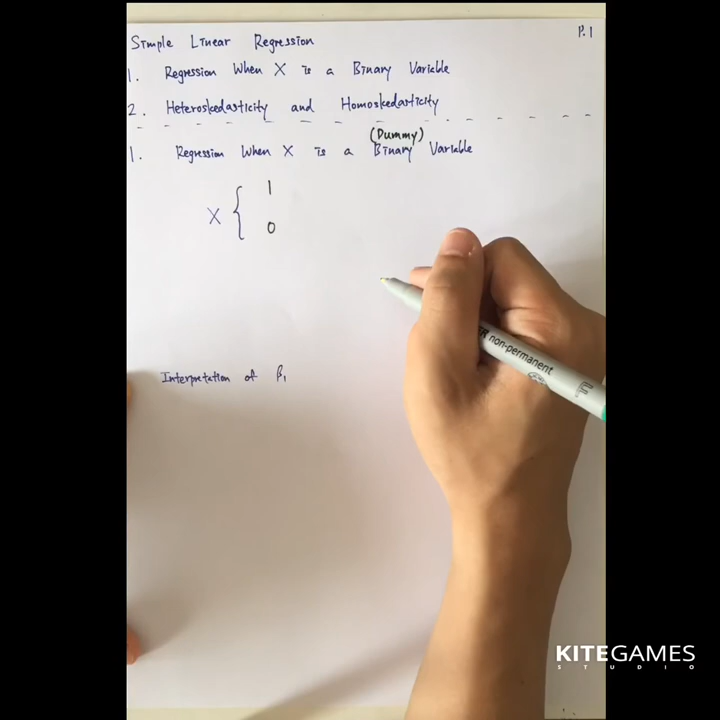 P.1
Simple Linear Regression
1. Regression When X is a Binary Variable
2. Heteroskedasticity and Homoskedasticity
(Dummy)
1. Regression When X is a Binary Variable
X { 1
0
Interpretation of β₁
non-permanent
KITEGAMES
STUDIO